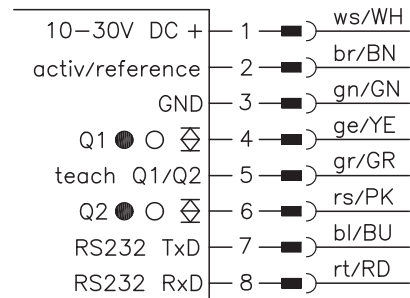 10-30V DC + 1 ws/WH
activ/reference 2 br/BN
GND 3 gn/GN
Q1 4 ge/YE
teach Q1/Q2 5 gr/GR
Q2 6 rs/PK
RS232 TxD 7 bl/BU
RS232 RxD 8 rt/RD